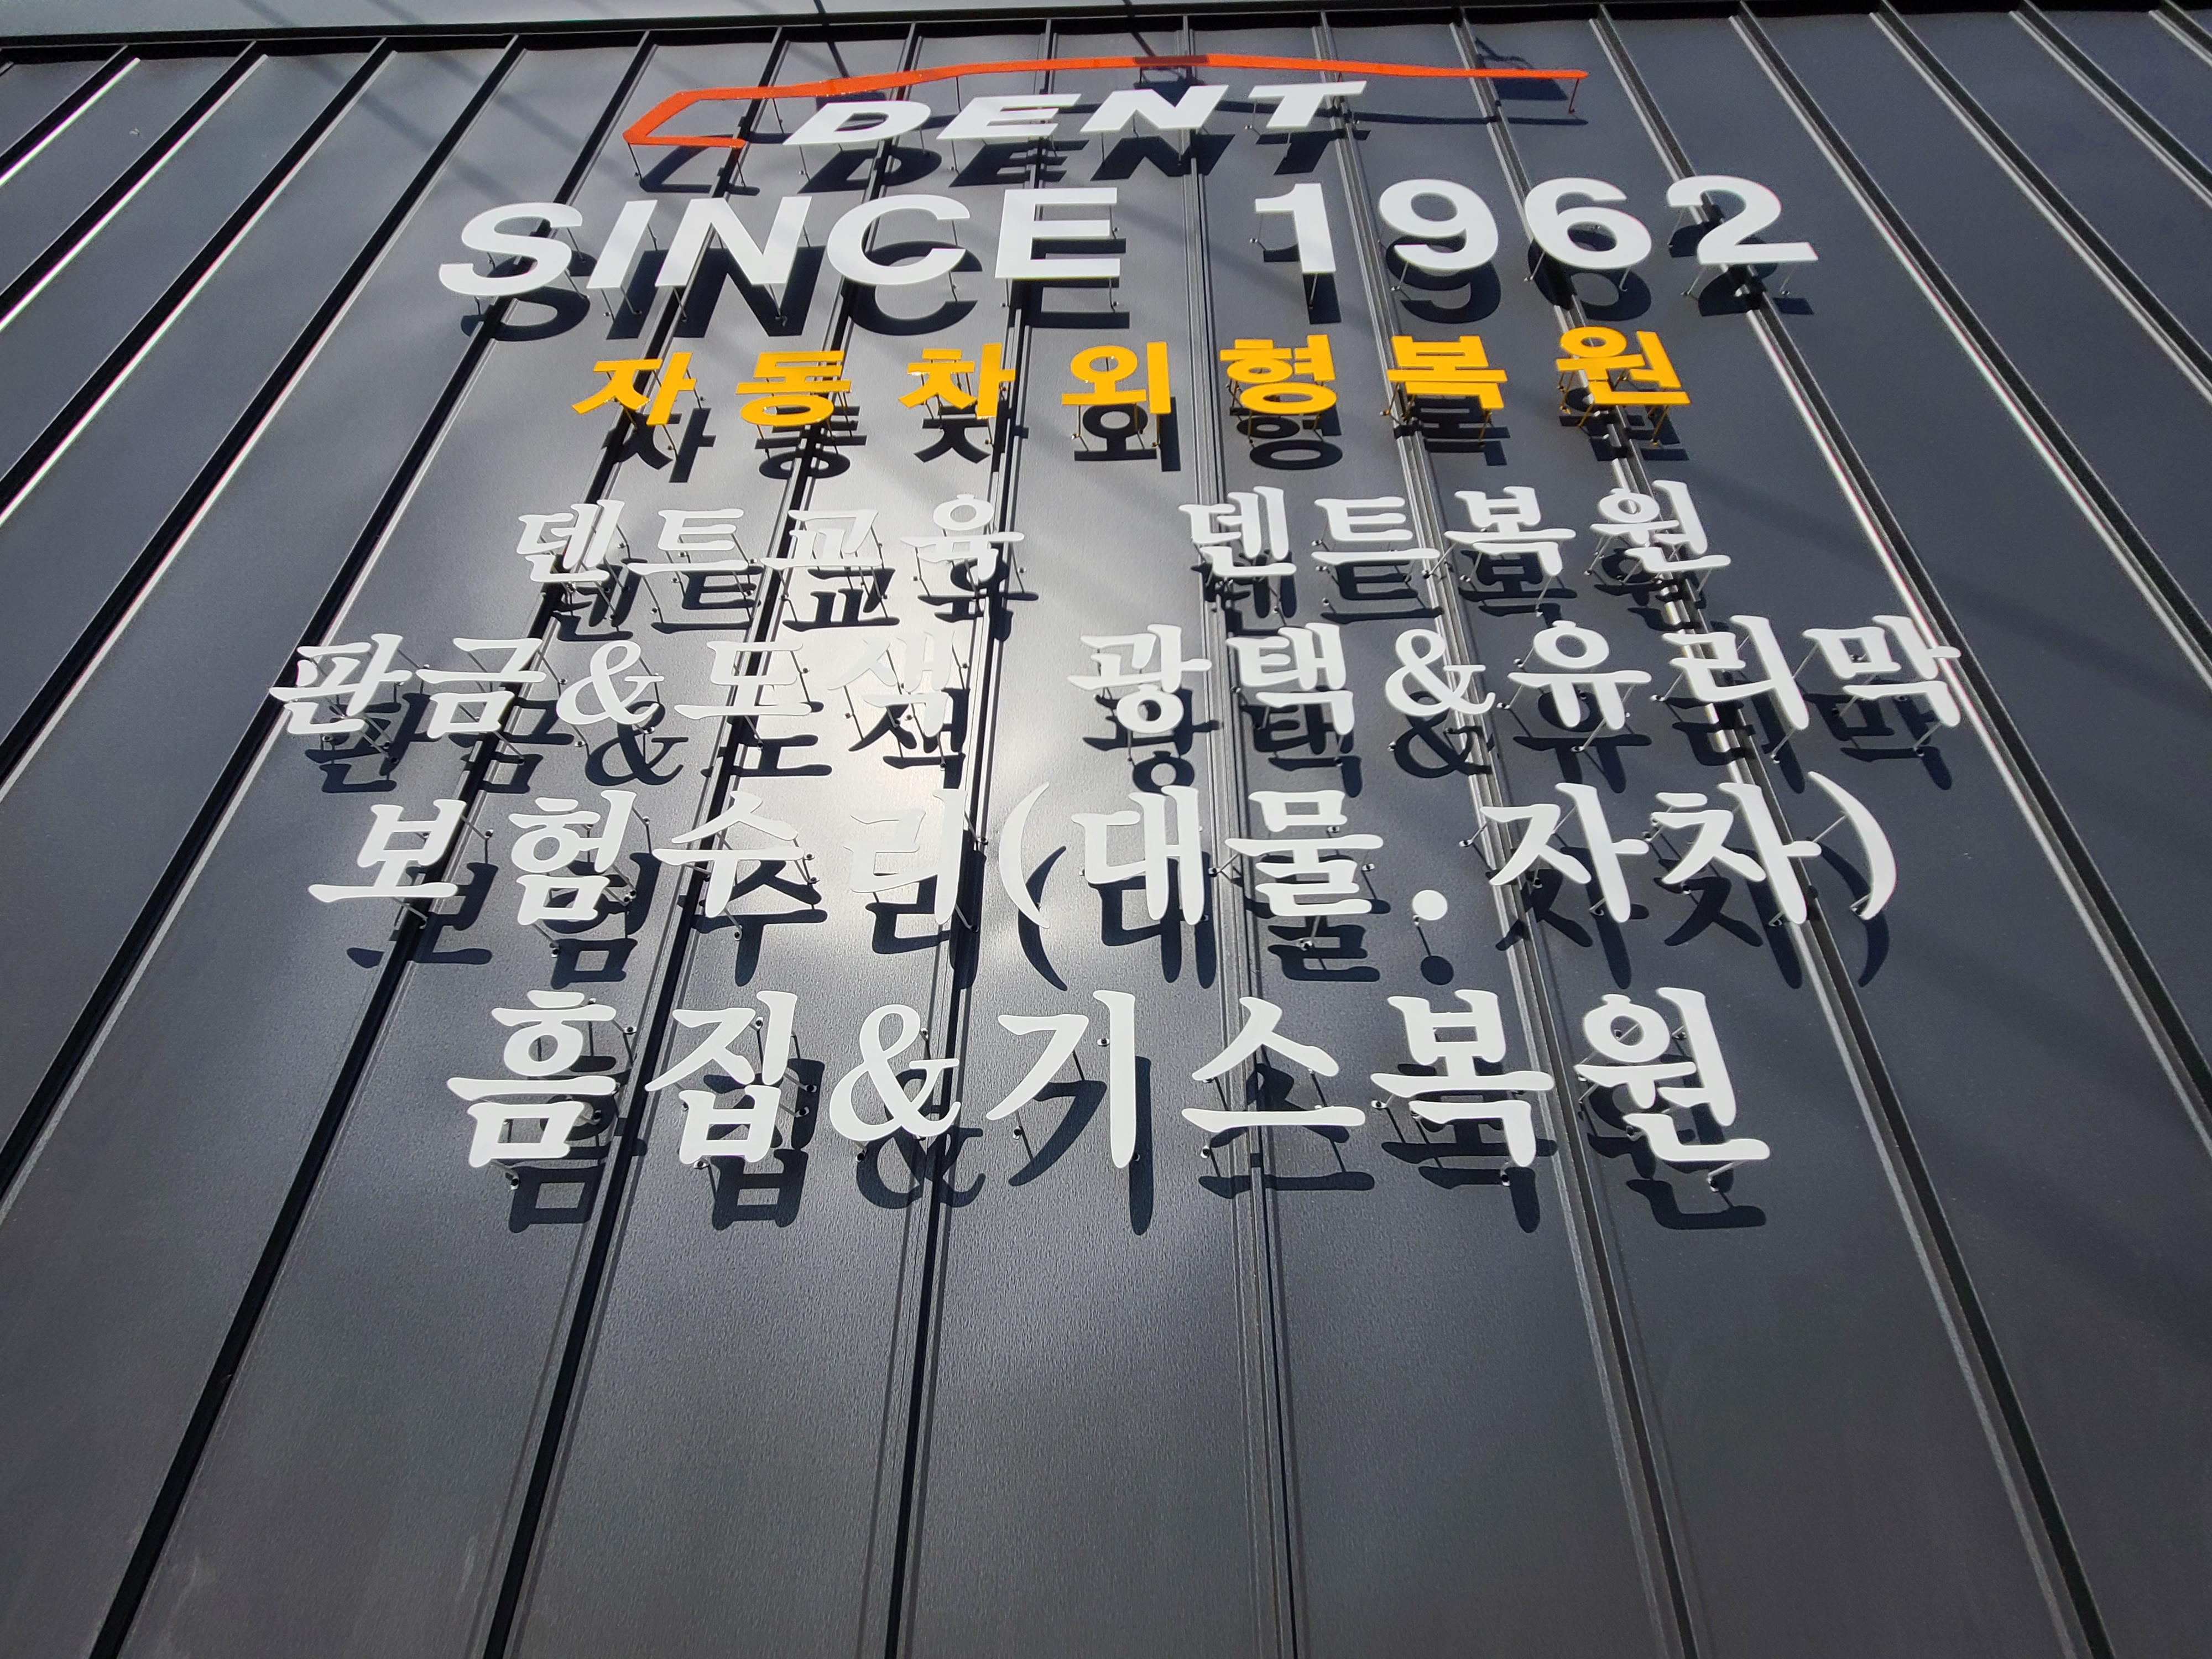 DENT
SINCE 1962
자동차외형복원
덴트교육 덴트복원
판금&도색 광택&유리막
보험수리(대물.자차)
흠집&기스복원